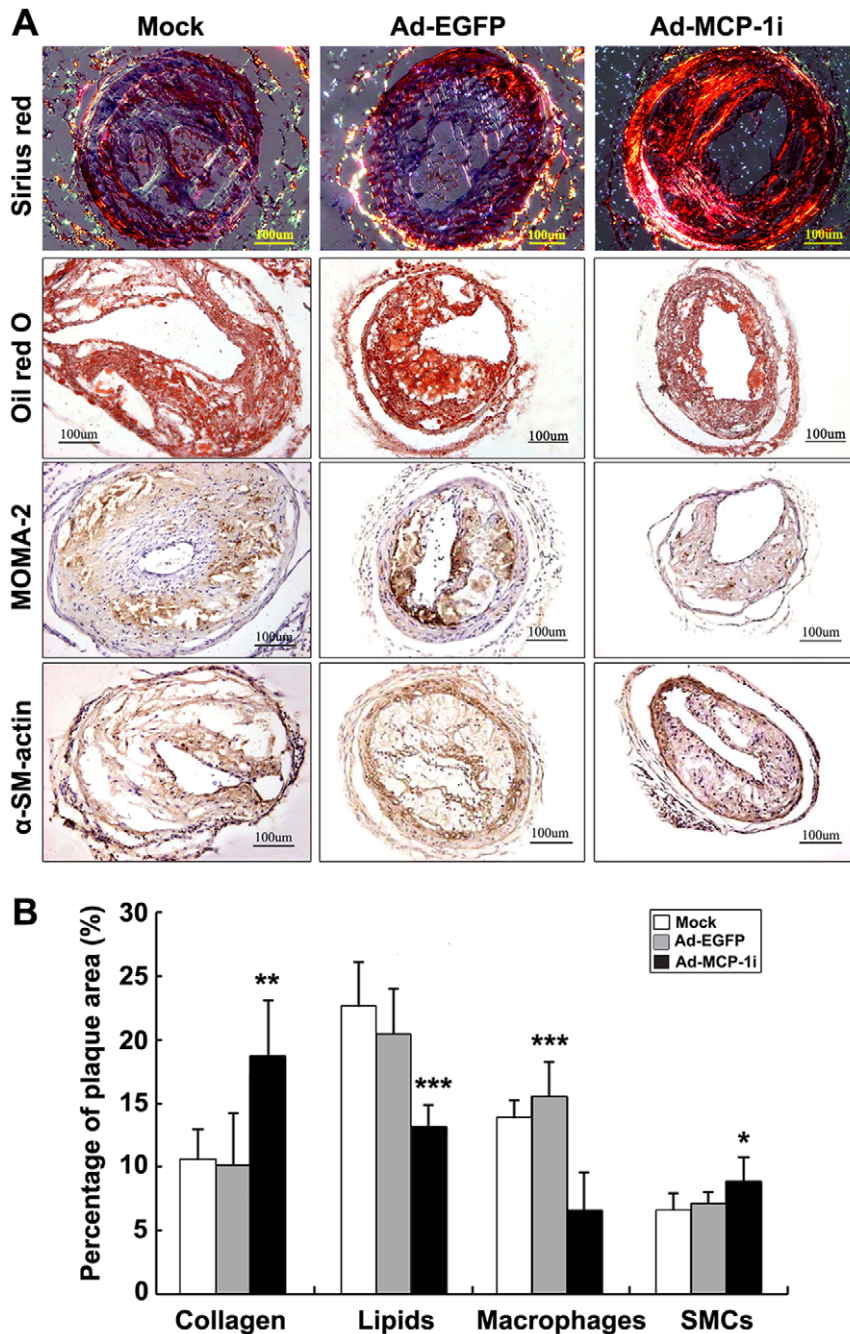 A
Mock Ad-EGFP Ad-MCP-1i
Sirius red
100um 100um 100um
Oil red O
100um 100um 100um
MOMA-2
100um 100um 100um
α-SM-actin
100um 100um 100um
B
Percentage of plaque area (%)
30
25
20
15
10
5
0
Mock
Ad-EGFP
Ad-MCP-1i
** *** *** *
Collagen Lipids Macrophages SMCs